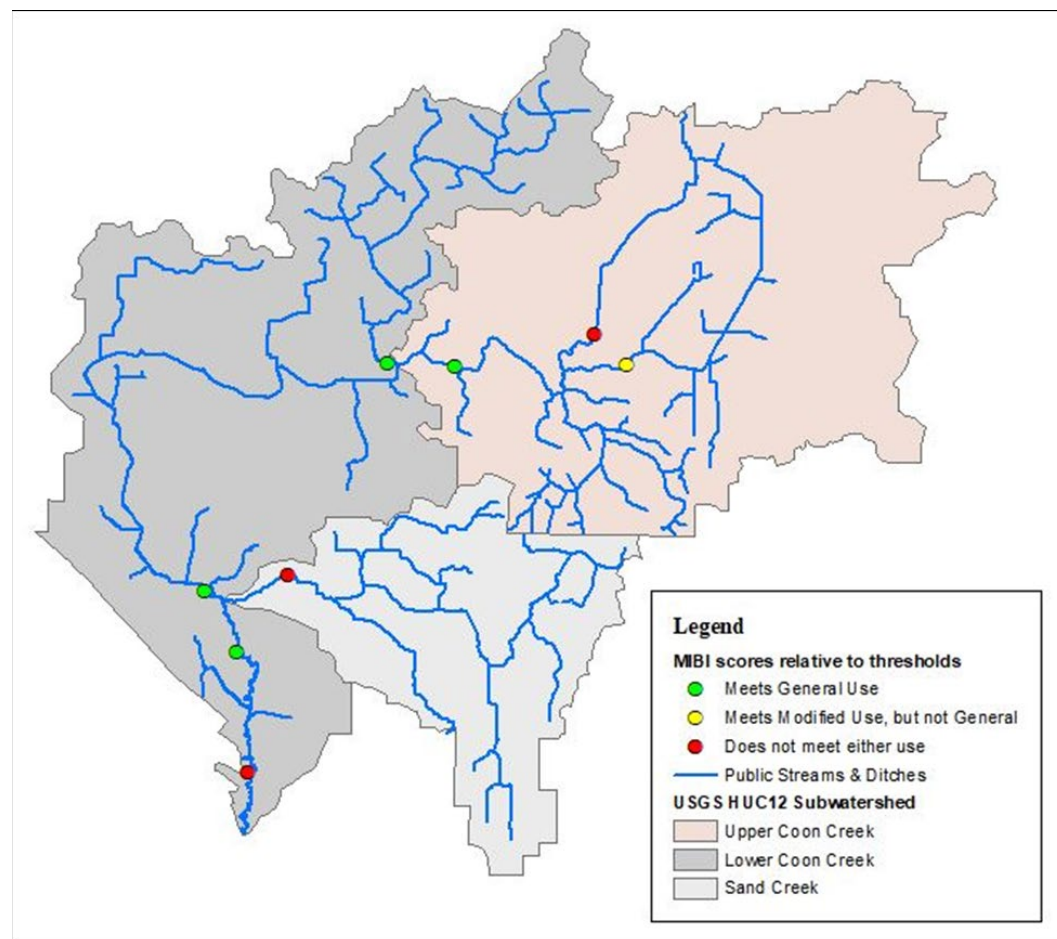 Legend
MIBI scores relative to thresholds
Meets General Use
Meets Modified Use, but not General
Does not meet either use
Public Streams & Ditches
USGS HUC12 Subwatershed
Upper Coon Creek
Lower Coon Creek
Sand Creek